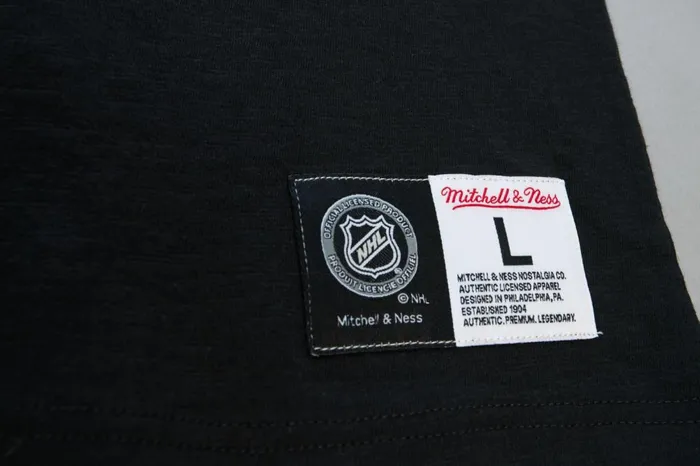 OFFICIAL LICENSED PRODUCT
NHL
PRODUIT LICENCIE OFFICIEL
© NHL
Mitchell & Ness
Mitchell & Ness
L
MITCHELL & NESS NOSTALGIA CO.
AUTHENTIC LICENSED APPAREL
DESIGNED IN PHILADELPHIA, PA.
ESTABLISHED 1904
AUTHENTIC. PREMIUM. LEGENDARY.